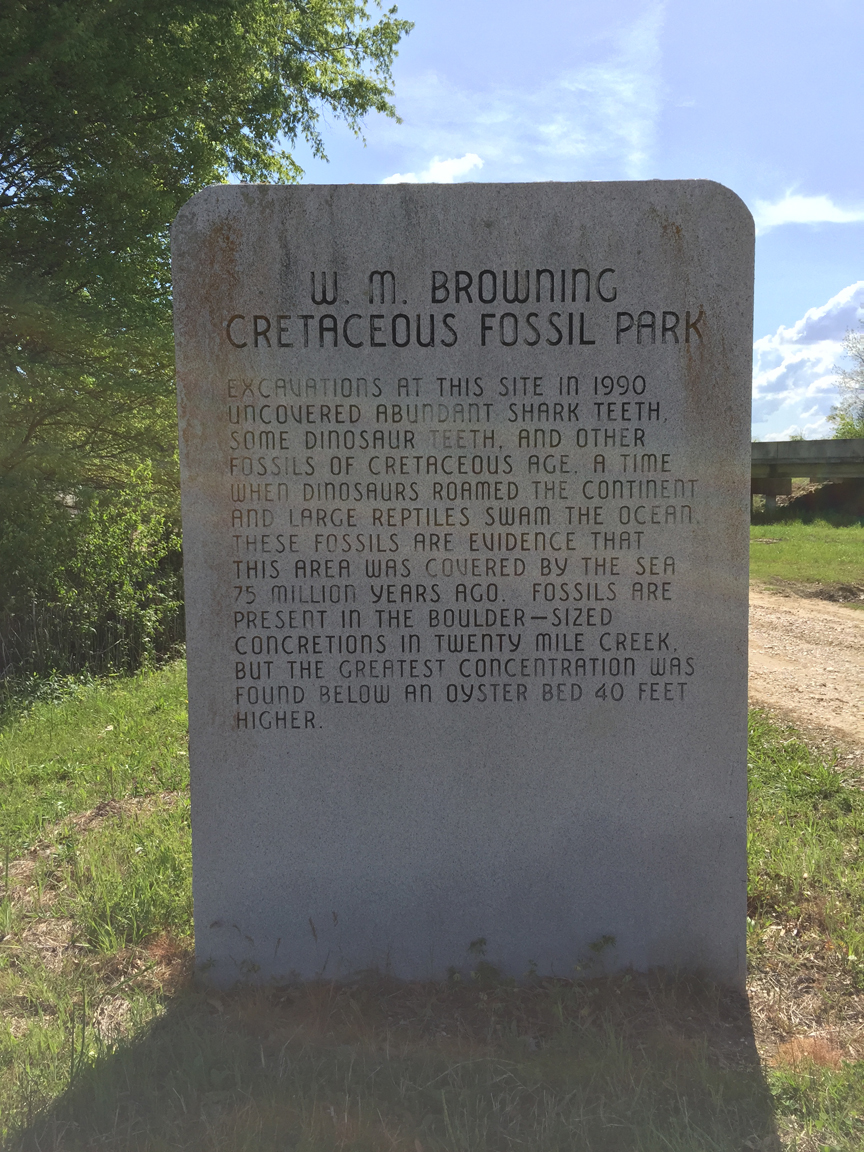 W. M. BROWNING
CRETACEOUS FOSSIL PARK
EXCAVATIONS AT THIS SITE IN 1990
UNCOVERED ABUNDANT SHARK TEETH,
SOME DINOSAUR TEETH, AND OTHER
FOSSILS OF CRETACEOUS AGE, A TIME
WHEN DINOSAURS ROAMED THE CONTINENT
AND LARGE REPTILES SWAM THE OCEAN.
THESE FOSSILS ARE EVIDENCE THAT
THIS AREA WAS COVERED BY THE SEA
75 MILLION YEARS AGO. FOSSILS ARE
PRESENT IN THE BOULDER—SIZED
CONCRETIONS IN TWENTY MILE CREEK,
BUT THE GREATEST CONCENTRATION WAS
FOUND BELOW AN OYSTER BED 40 FEET
HIGHER.